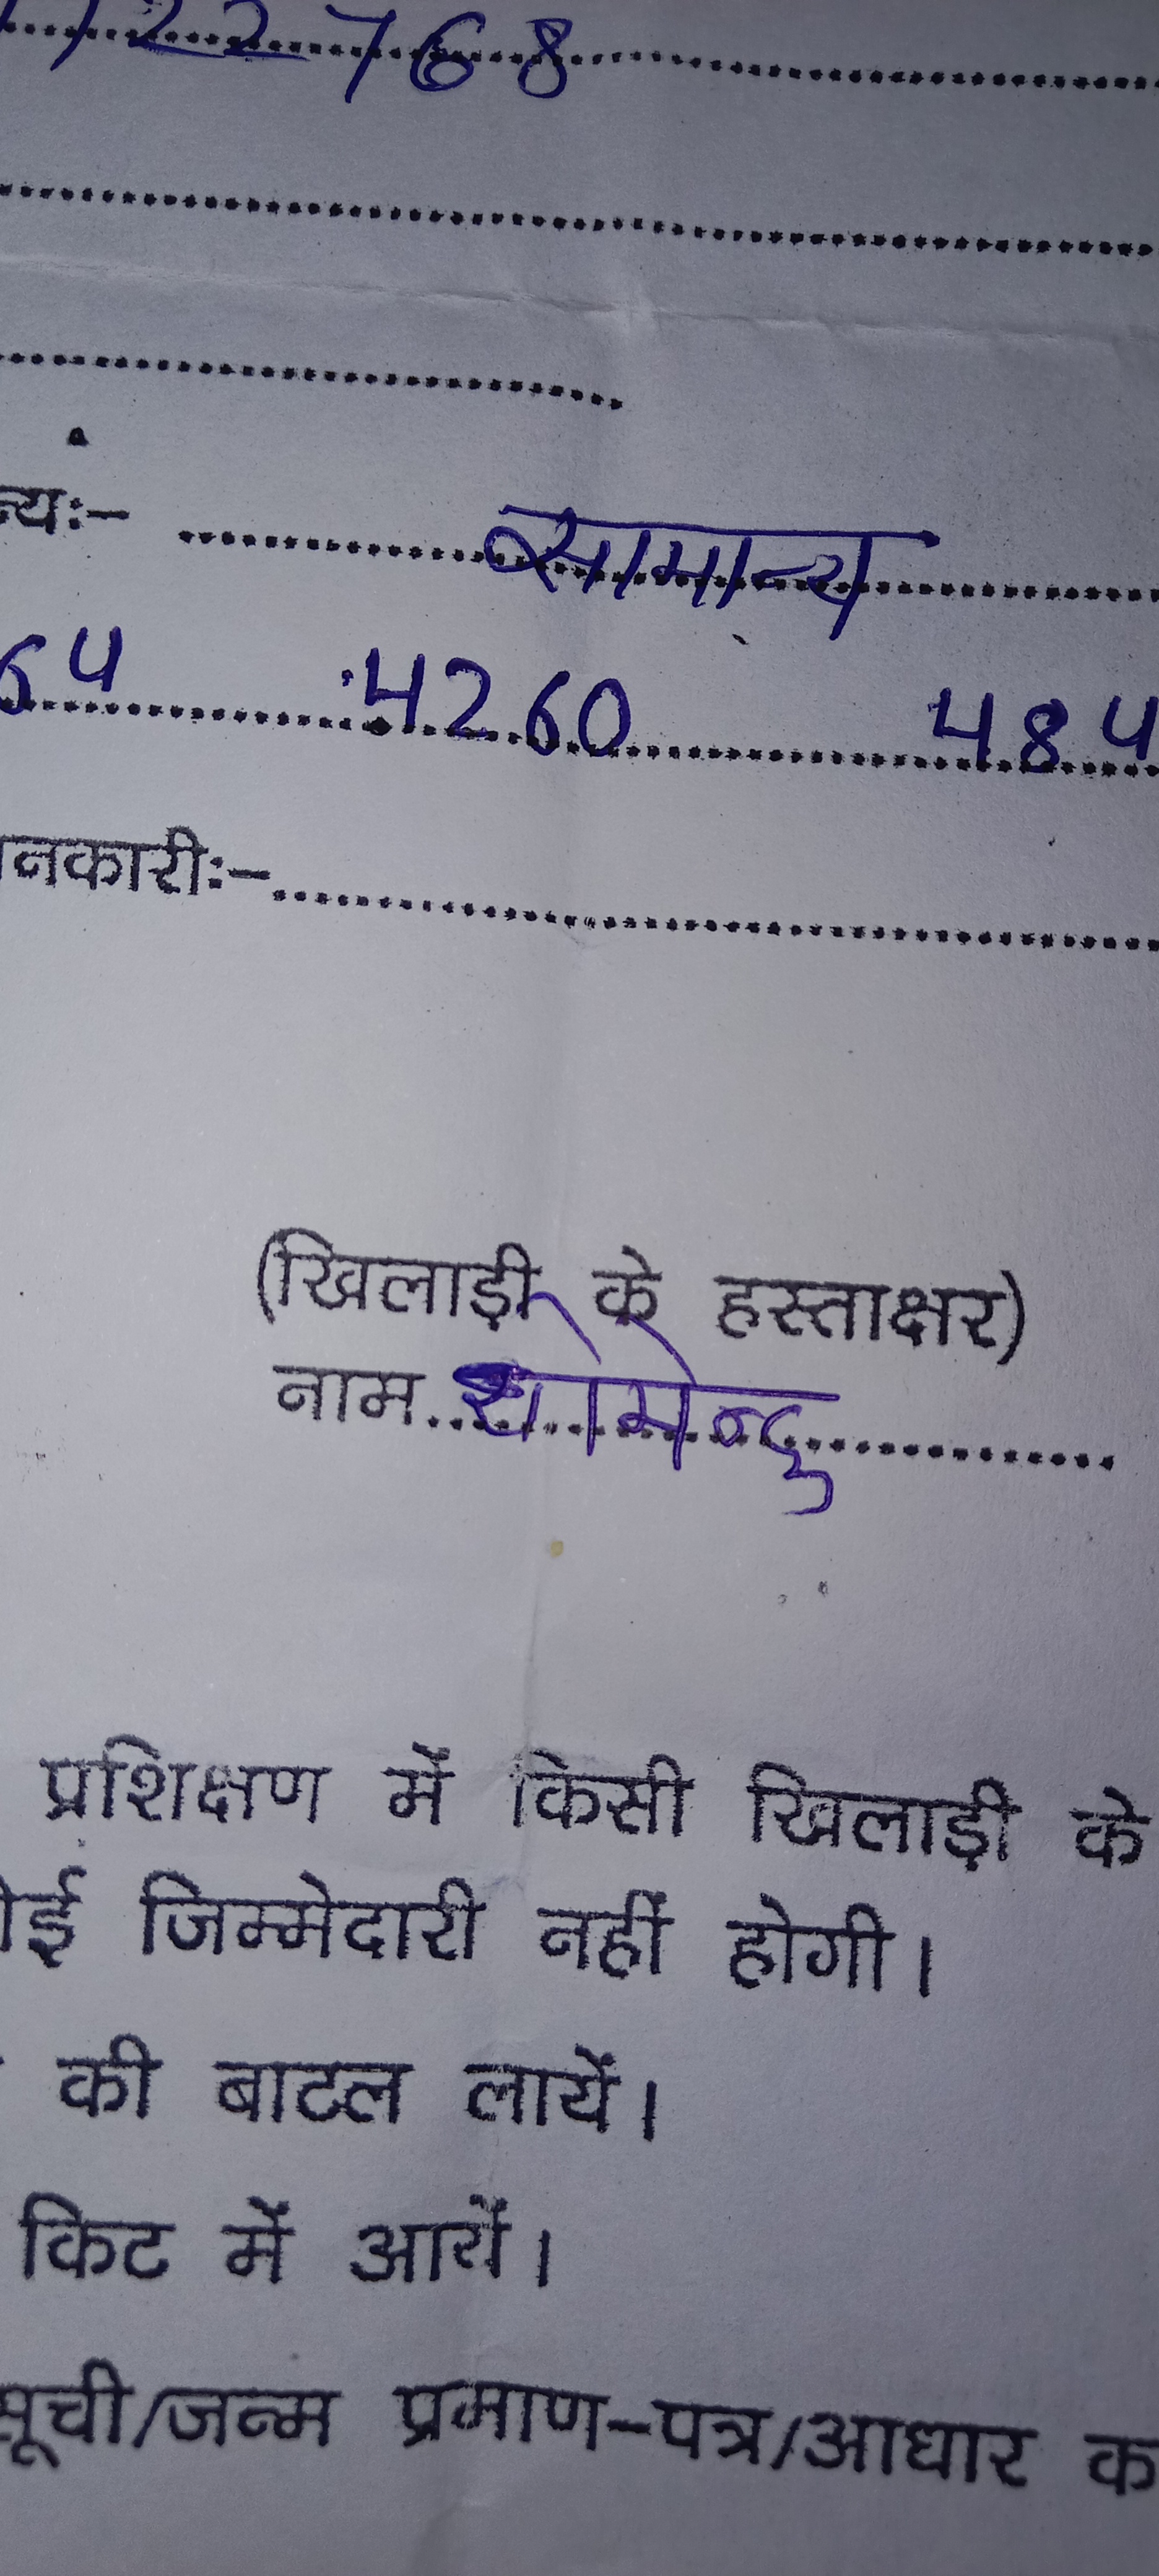 22768
न्यः- सामान्य
64 4260 484
नकारीः-
(खिलाड़ी के हस्ताक्षर)
नाम
प्रशिक्षण में किसी खिलाड़ी के
ोई जिम्मेदारी नहीं होगी।
की बाटल लायें।
किट में आयें।
सूची/जन्म प्रमाण-पत्र/आधार क